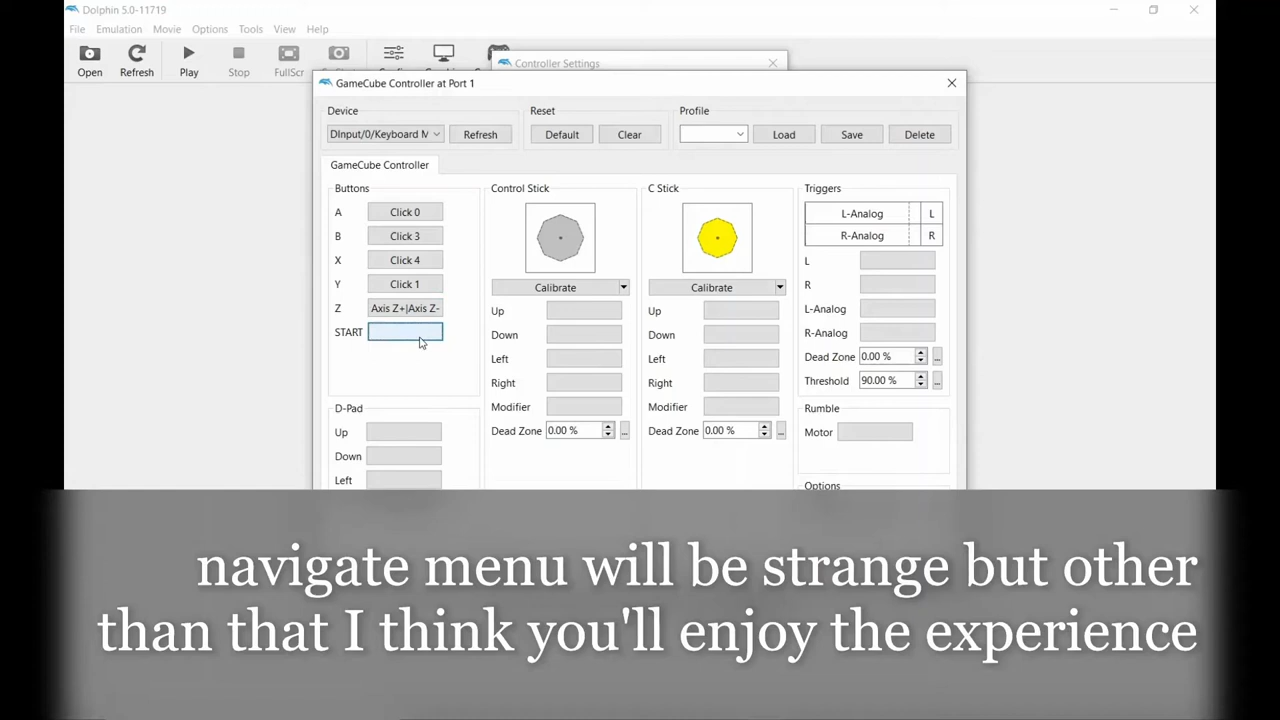 Dolphin 5.0-11719
File Emulation Movie Options Tools View Help
Open Refresh Play Stop FullScr
Controller Settings
GameCube Controller at Port 1
Device Reset Profile
DInput/0/Keyboard M Refresh Default Clear Load Save Delete
GameCube Controller
Buttons Control Stick C Stick Triggers
A Click 0 L-Analog L
B Click 3 R-Analog R
X Click 4 L
Y Click 1 Calibrate Calibrate R
Z Axis Z+|Axis Z- Up Up L-Analog
START Down Down R-Analog
Left Left Dead Zone 0.00 %
Right Right Threshold 90.00 %
Modifier Modifier Rumble
D-Pad
Up Dead Zone 0.00 % ... Dead Zone 0.00 % ... Motor
Down
Left Options
navigate menu will be strange but other
than that I think you'll enjoy the experience